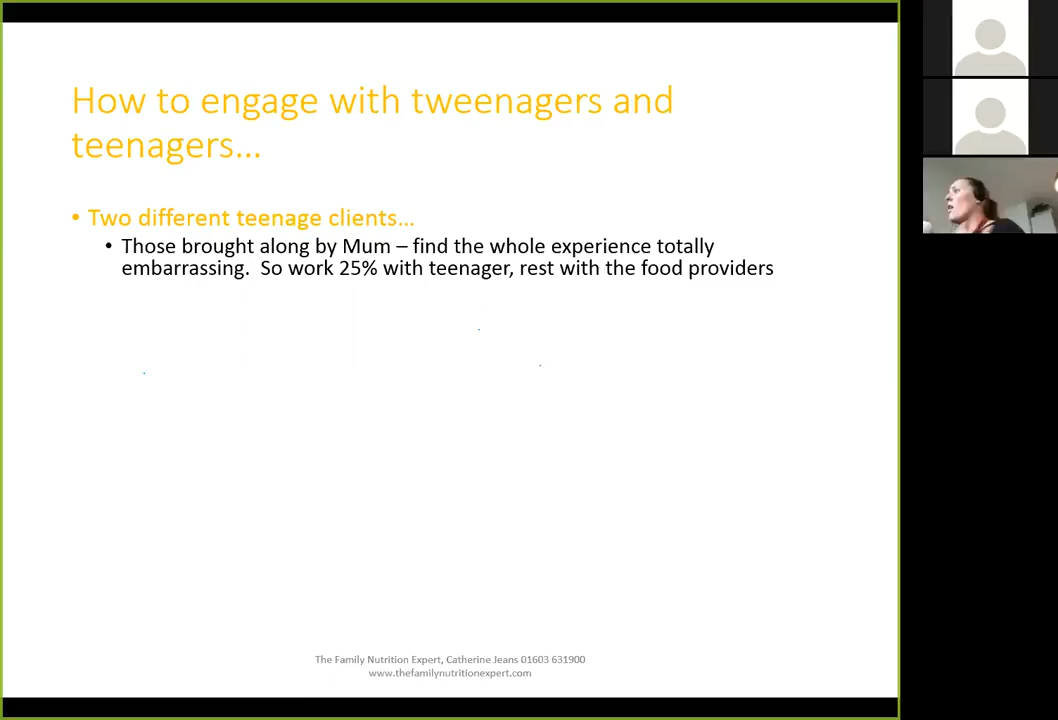 How to engage with tweenagers and
teenagers...
• Two different teenage clients...
• Those brought along by Mum – find the whole experience totally
embarrassing.  So work 25% with teenager, rest with the food providers
The Family Nutrition Expert, Catherine Jeans 01603 631900
www.thefamilynutritionexpert.com